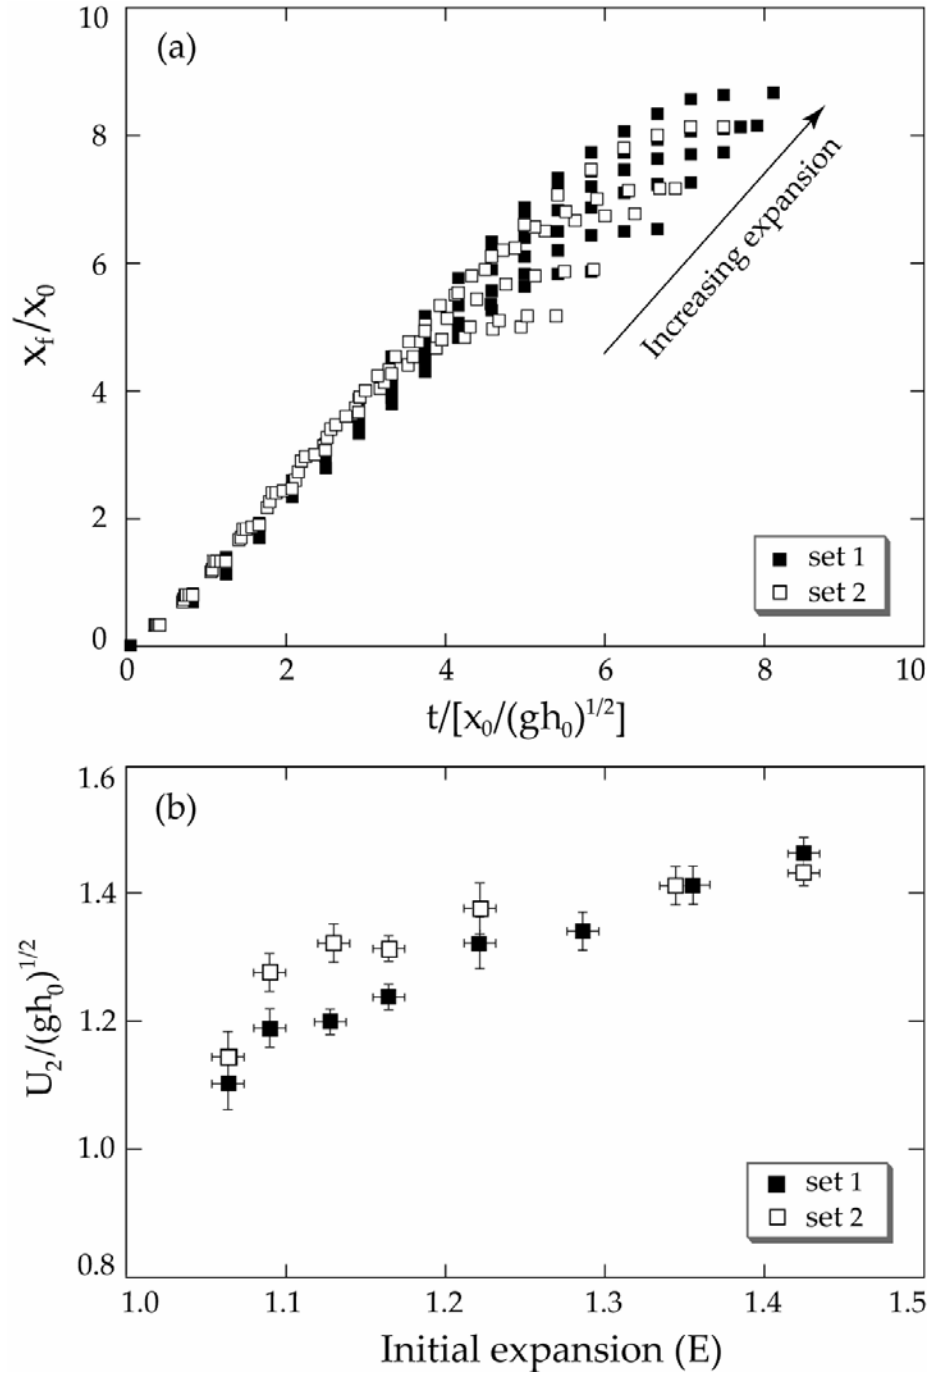 10
(a)
8
6
4
2
0
x_f/x_0
Increasing expansion
set 1
set 2
0 2 4 6 8 10
t/[x_0/(gh_0)^{1/2}]
1.6
(b)
1.4
1.2
1.0
0.8
U_2/(gh_0)^{1/2}
set 1
set 2
1.0 1.1 1.2 1.3 1.4 1.5
Initial expansion (E)